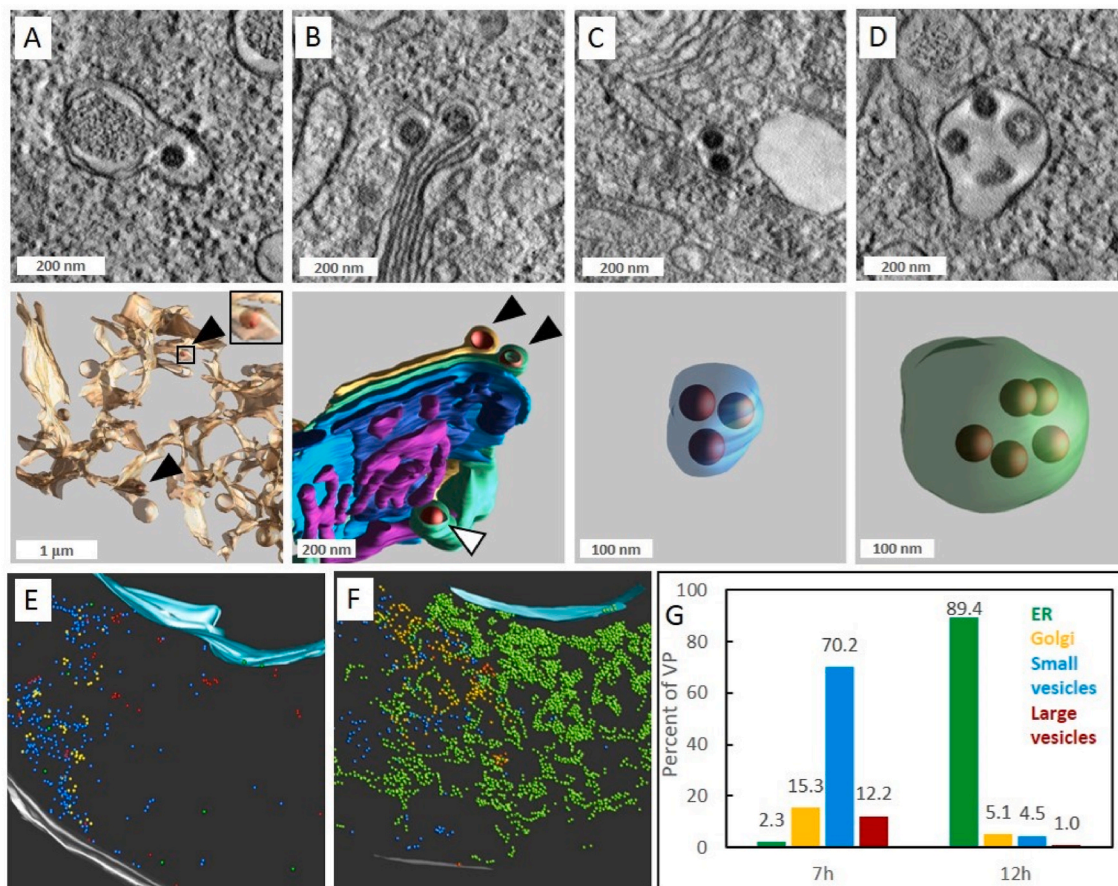 A
B
C
D
200 nm
200 nm
200 nm
200 nm
1 µm
200 nm
100 nm
100 nm
E
F
G
100
80
60
40
20
0
Percent of VP
2.3
15.3
70.2
12.2
89.4
5.1
4.5
1.0
ER
Golgi
Small
vesicles
Large
vesicles
7h
12h